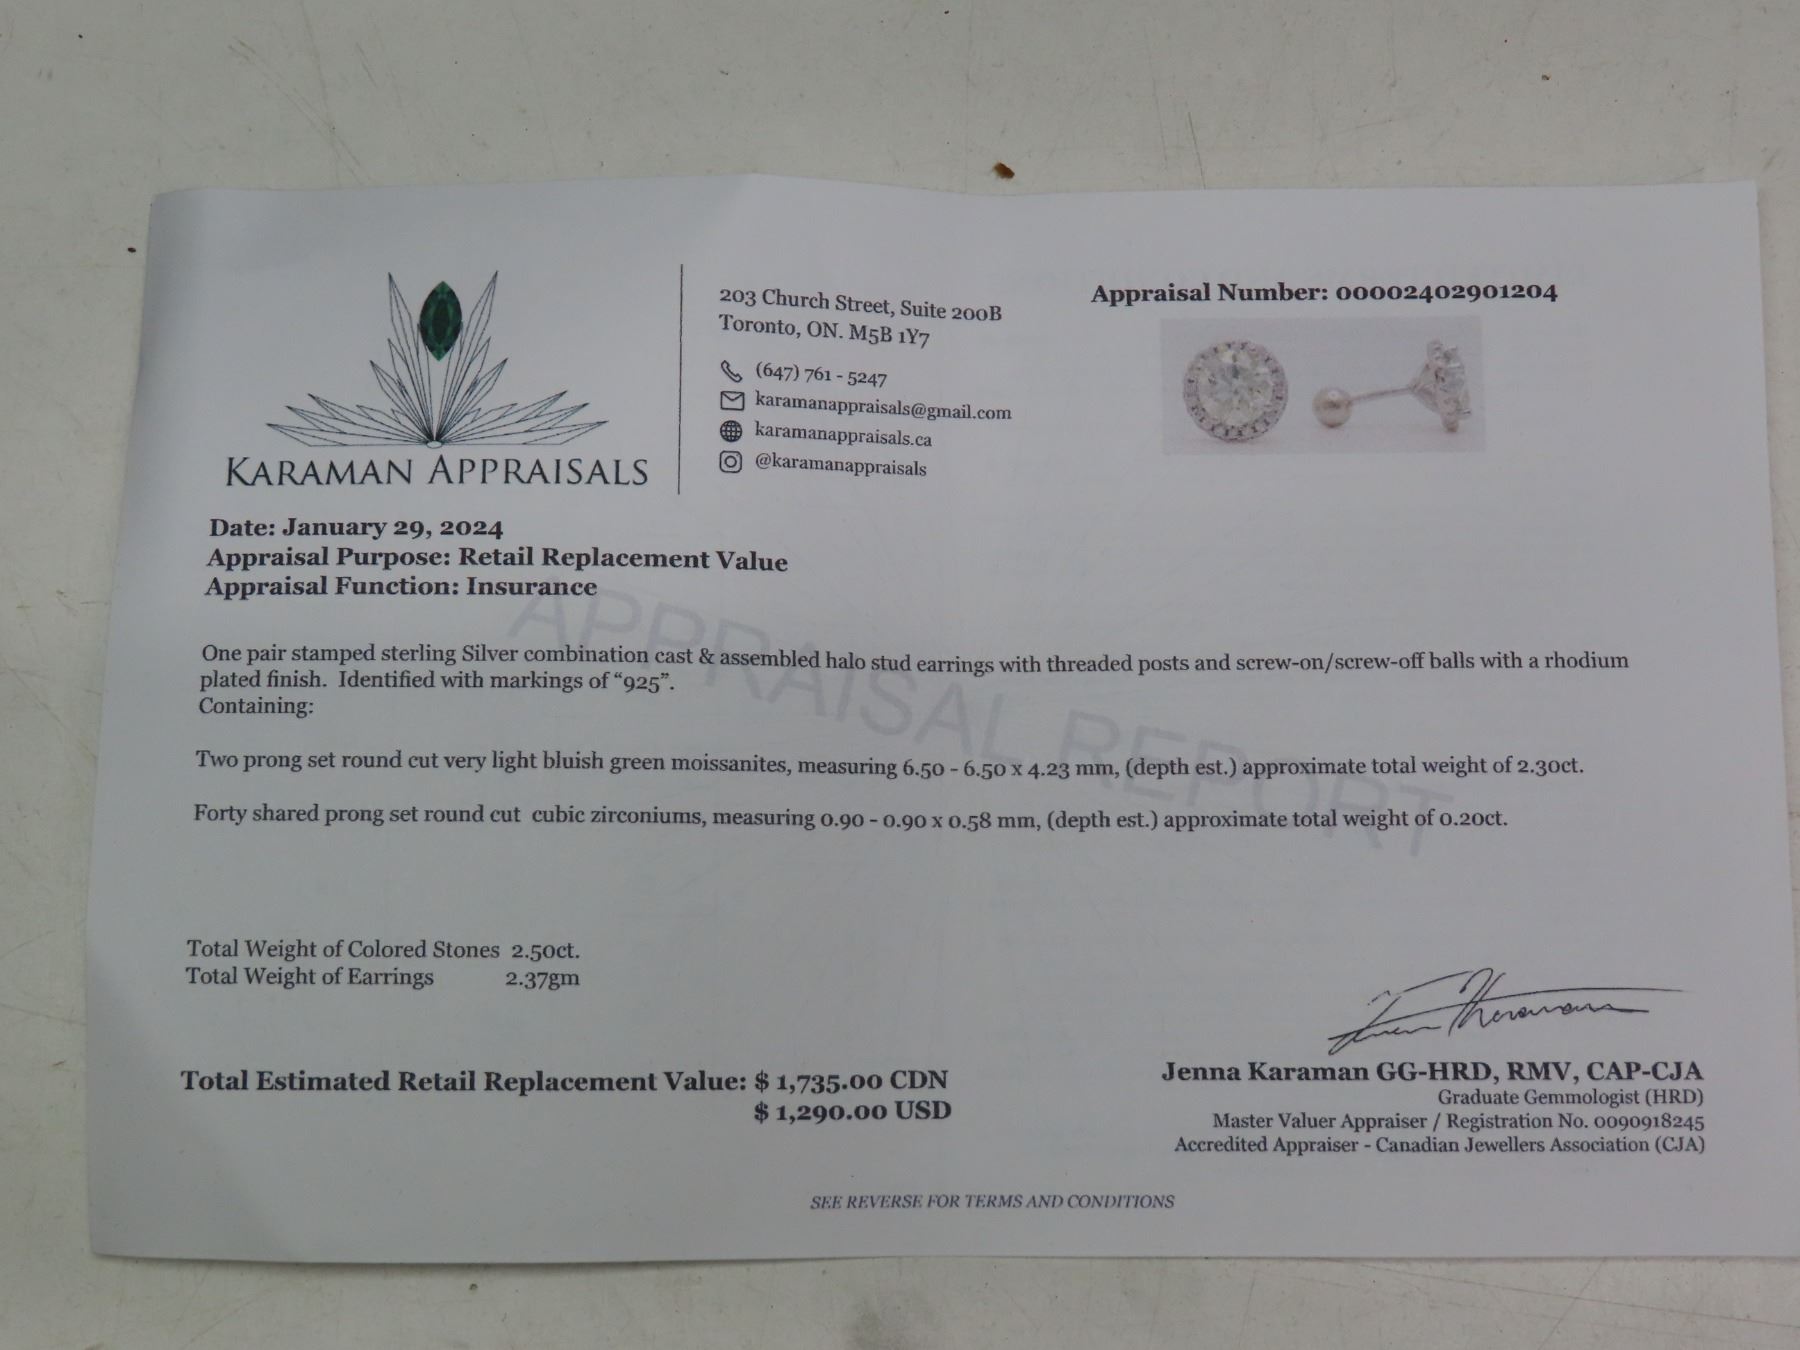 KARAMAN APPRAISALS
203 Church Street, Suite 200B
Toronto, ON. M5B 1Y7
(647) 761 - 5247
karamanappraisals@gmail.com
karamanappraisals.ca
@karamanappraisals
Appraisal Number: 00002402901204
Date: January 29, 2024
Appraisal Purpose: Retail Replacement Value
Appraisal Function: Insurance
APPRAISAL REPORT
One pair stamped sterling Silver combination cast & assembled halo stud earrings with threaded posts and screw-on/screw-off balls with a rhodium
plated finish. Identified with markings of “925”.
Containing:
Two prong set round cut very light bluish green moissanites, measuring 6.50 - 6.50 x 4.23 mm, (depth est.) approximate total weight of 2.30ct.
Forty shared prong set round cut cubic zirconiums, measuring 0.90 - 0.90 x 0.58 mm, (depth est.) approximate total weight of 0.20ct.
Total Weight of Colored Stones 2.50ct.
Total Weight of Earrings 2.37gm
Total Estimated Retail Replacement Value: $ 1,735.00 CDN
$ 1,290.00 USD
Jenna Karaman GG-HRD, RMV, CAP-CJA
Graduate Gemmologist (HRD)
Master Valuer Appraiser / Registration No. 0090918245
Accredited Appraiser - Canadian Jewellers Association (CJA)
SEE REVERSE FOR TERMS AND CONDITIONS